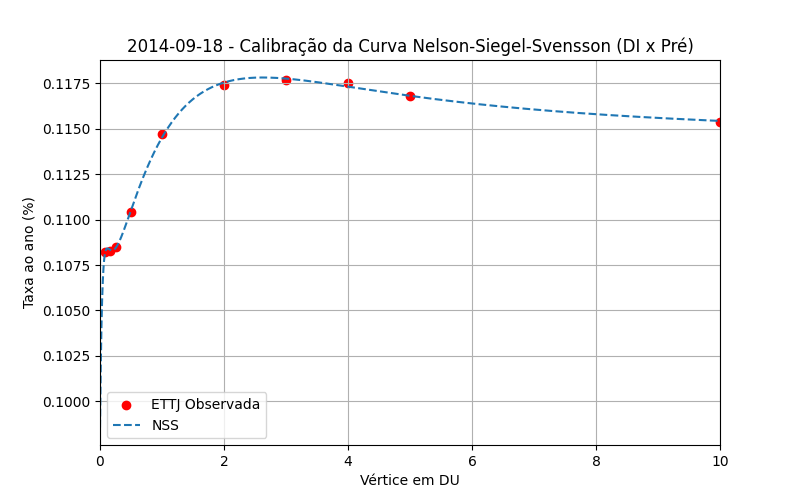 2014-09-18 - Calibração da Curva Nelson-Siegel-Svensson (DI x Pré)
Taxa ao ano (%)
0.1175
0.1150
0.1125
0.1100
0.1075
0.1050
0.1025
0.1000
ETTJ Observada
NSS
0 2 4 6 8 10
Vértice em DU